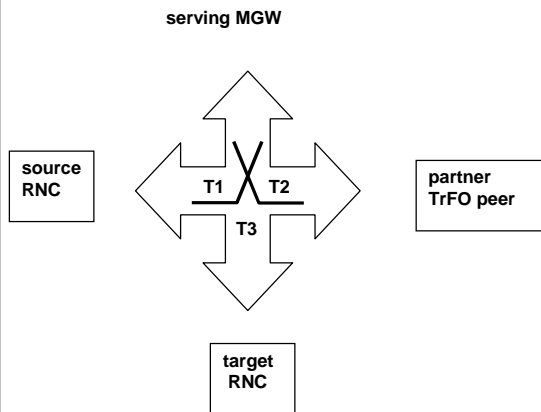 serving MGW
source
RNC
T1
T2
partner
TrFO peer
T3
target
RNC